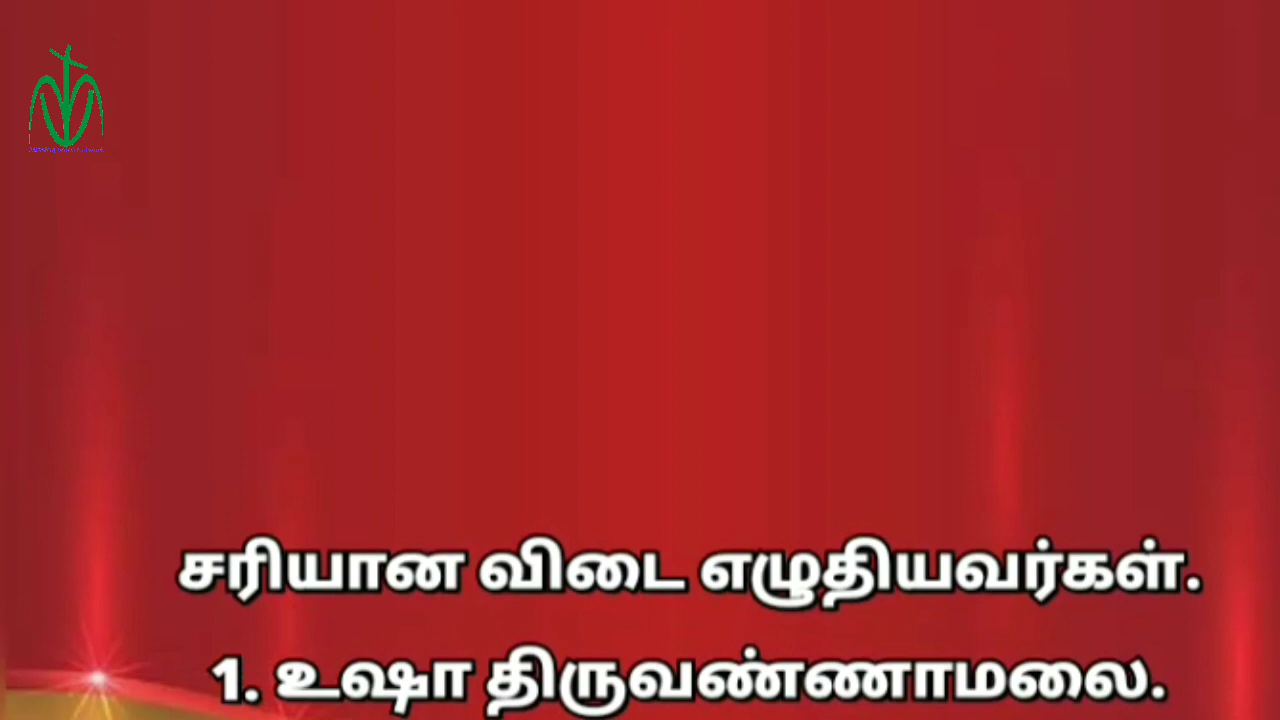 சரியான விடை எழுதியவர்கள்.
1. உஷா திருவண்ணாமலை.